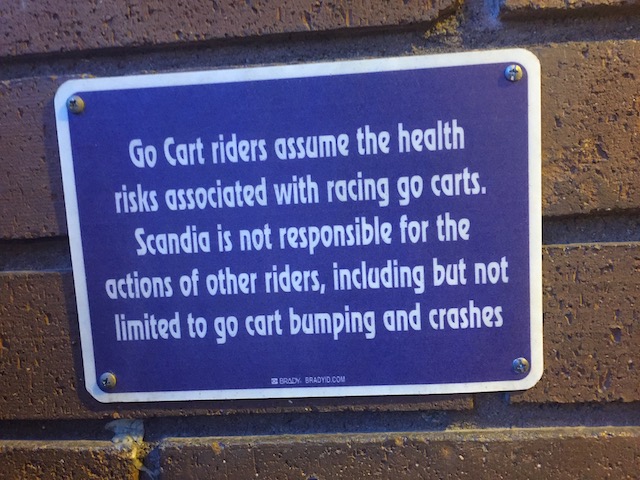 Go Cart riders assume the health
risks associated with racing go carts.
Scandia is not responsible for the
actions of other riders, including but not
limited to go cart bumping and crashes
BRADY. BRADYID.COM